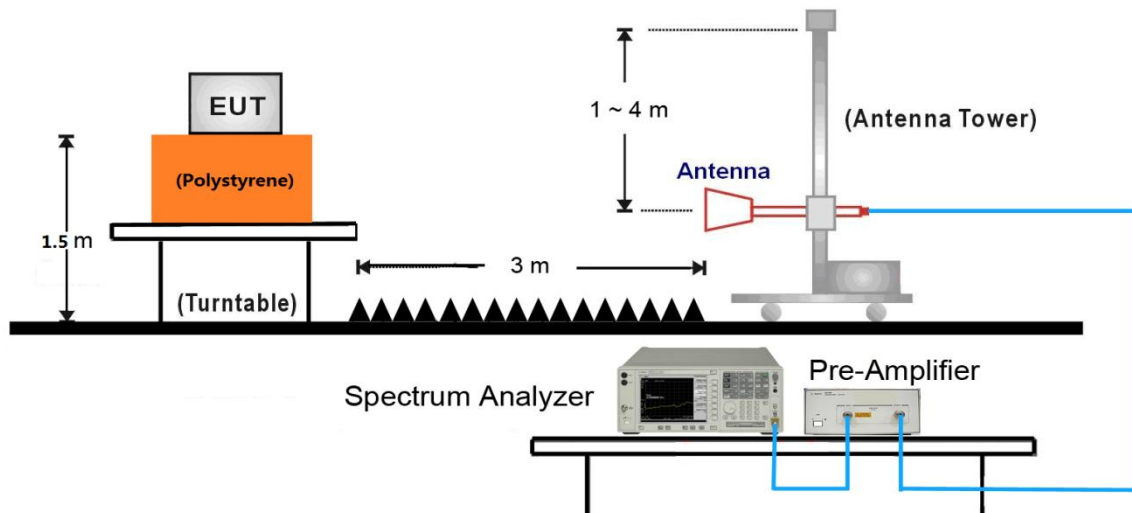 EUT
(Polystyrene)
1.5 m
(Turntable)
3 m
1 ~ 4 m
Antenna
(Antenna Tower)
Spectrum Analyzer
Pre-Amplifier